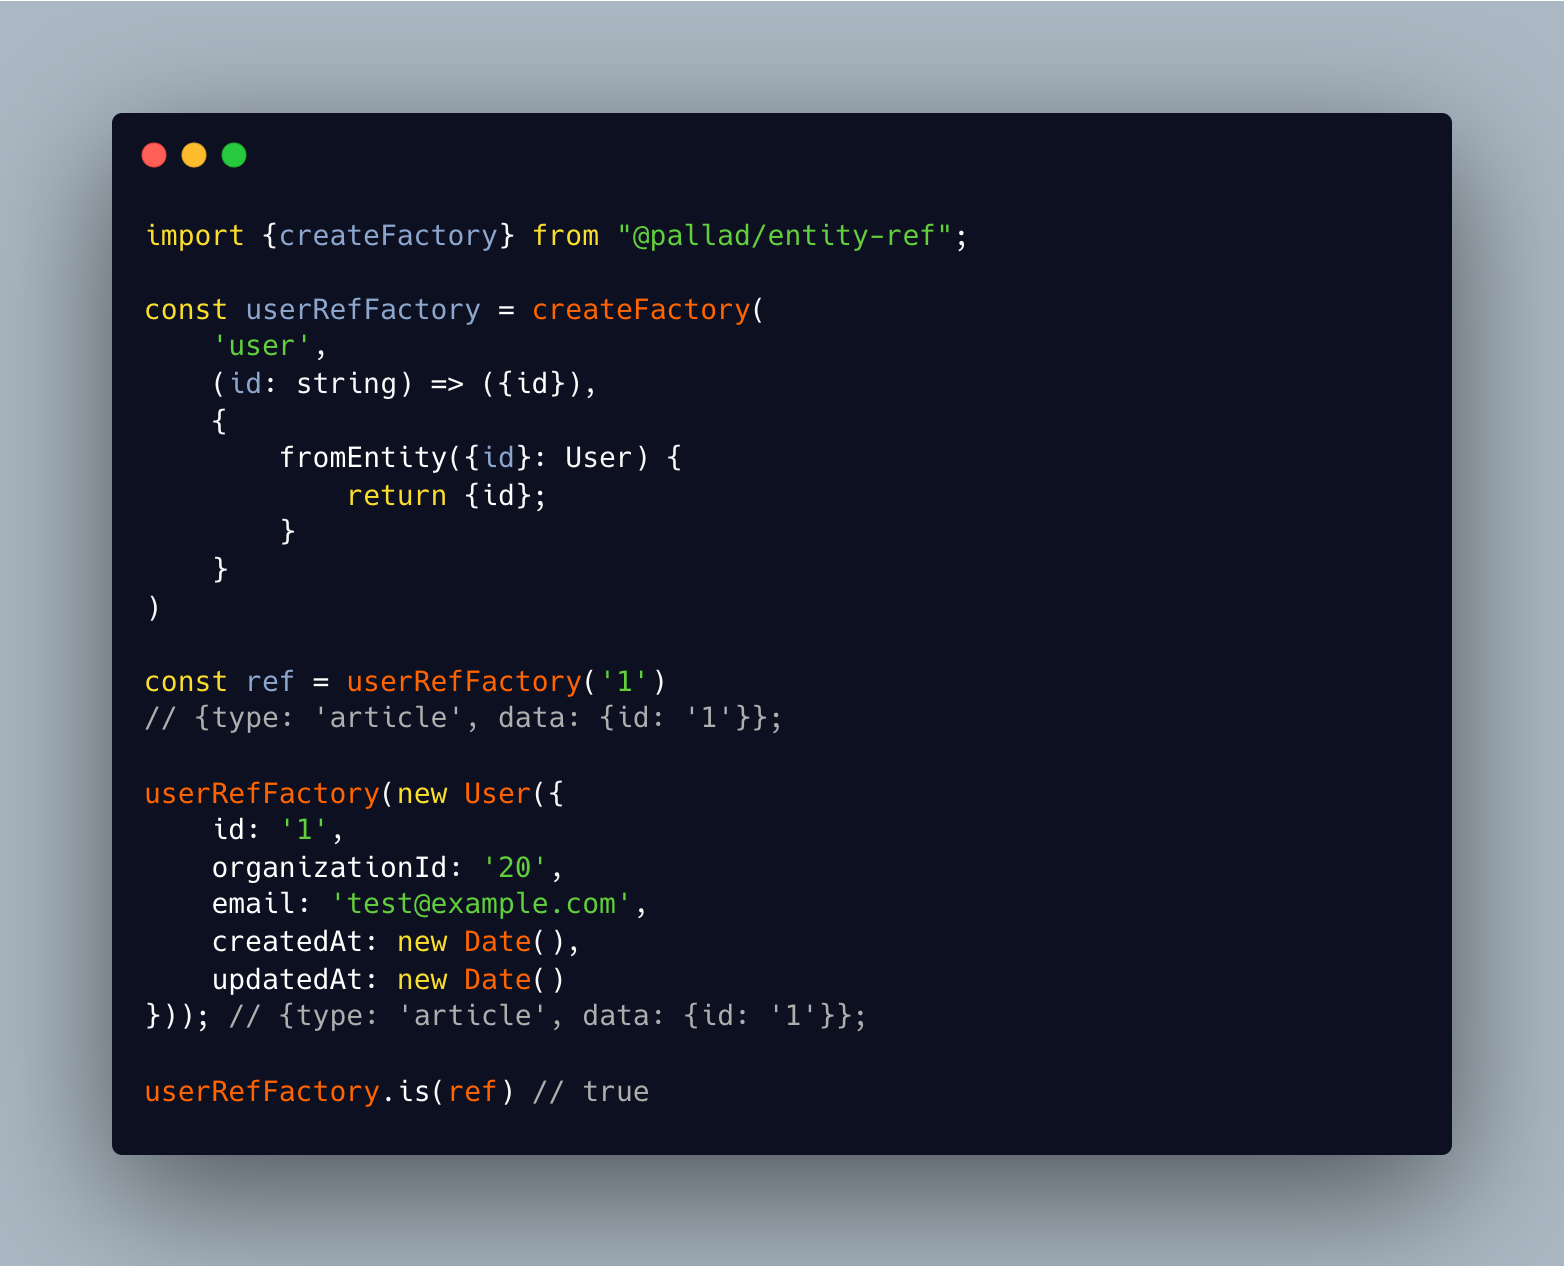 import {createFactory} from "@pallad/entity-ref";

const userRefFactory = createFactory(
    'user',
    (id: string) => ({id}),
    {
        fromEntity({id}: User) {
            return {id};
        }
    }
)

const ref = userRefFactory('1')
// {type: 'article', data: {id: '1'}};

userRefFactory(new User({
    id: '1',
    organizationId: '20',
    email: 'test@example.com',
    createdAt: new Date(),
    updatedAt: new Date()
})); // {type: 'article', data: {id: '1'}};

userRefFactory.is(ref) // true